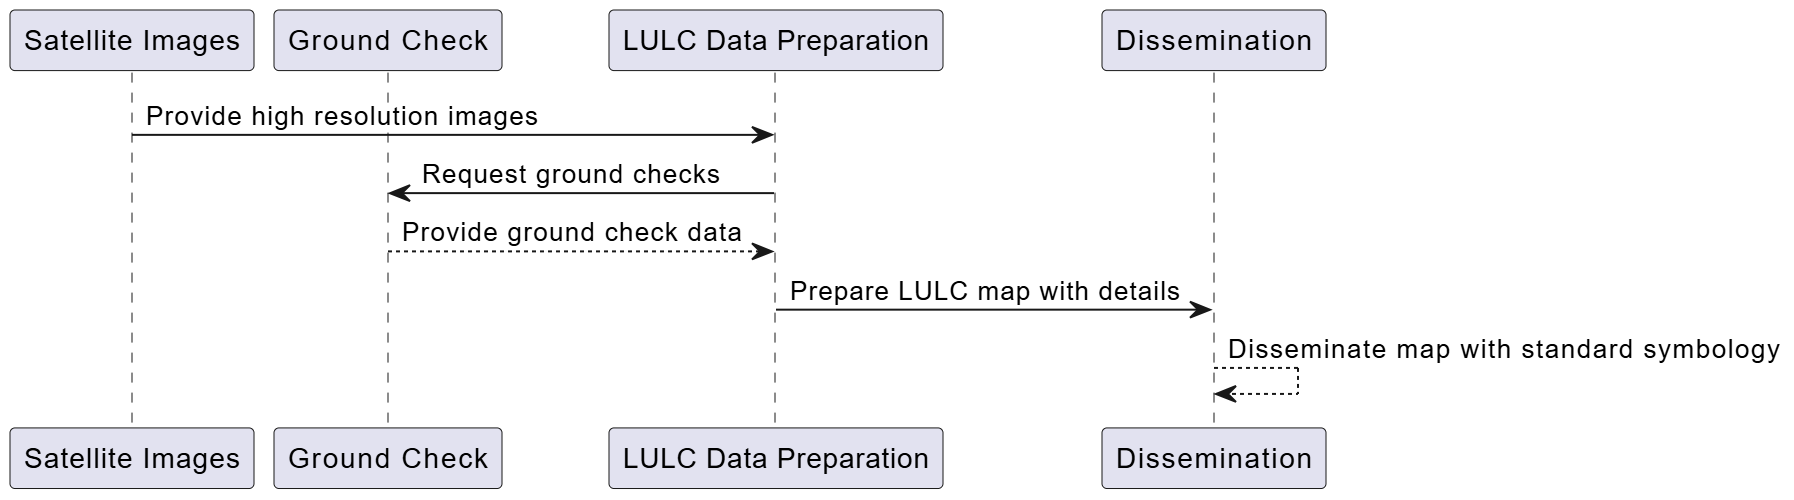 Satellite Images
Ground Check
LULC Data Preparation
Dissemination
Provide high resolution images
Request ground checks
Provide ground check data
Prepare LULC map with details
Disseminate map with standard symbology
Satellite Images
Ground Check
LULC Data Preparation
Dissemination